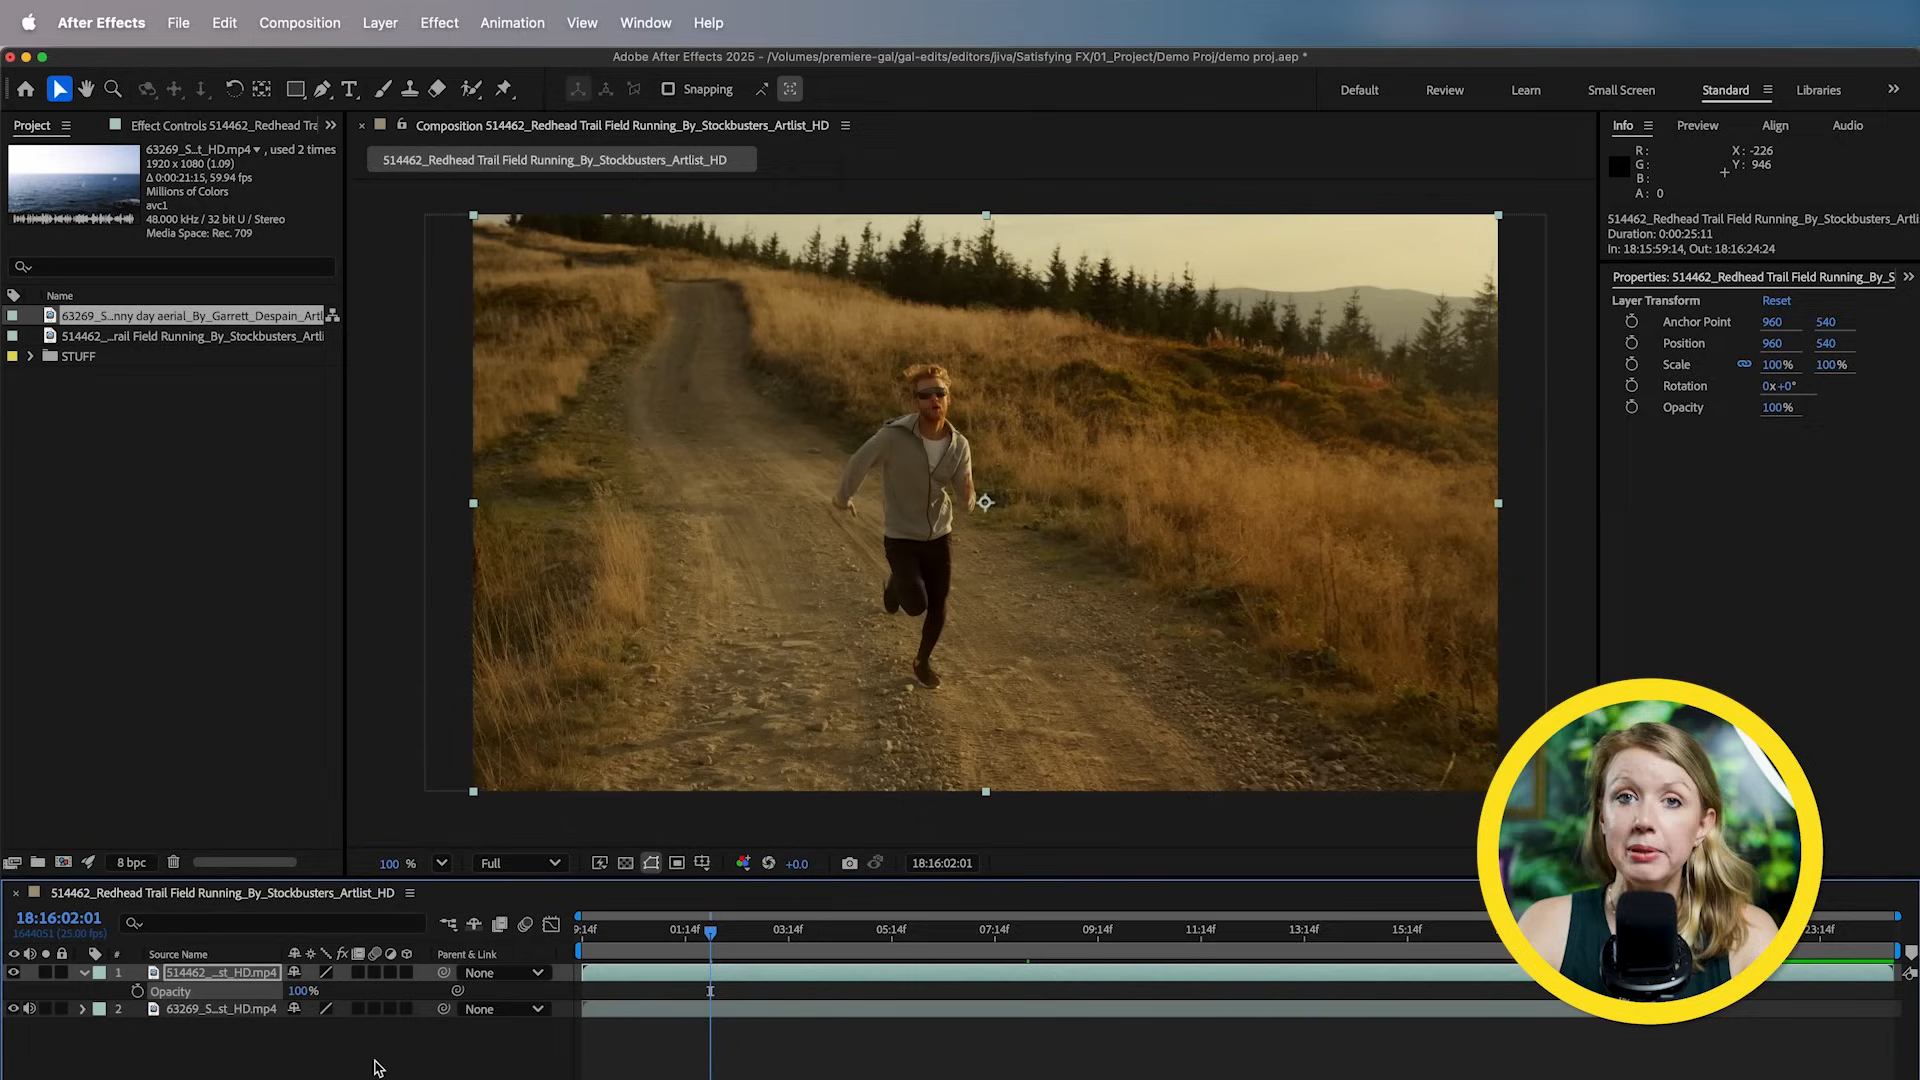 After Effects File Edit Composition Layer Effect Animation View Window Help
Adobe After Effects 2025 - /Volumes/premiere-gal/gal-edits/editors/jiva/Satisfying FX/01_Project/Demo Proj/demo proj.aep *
Snapping
Default Review Learn Small Screen Standard Libraries
Project
Effect Controls 514462_Redhead Tra
Composition 514462_Redhead Trail Field Running_By_Stockbusters_Artlist_HD
Info Preview Align Audio
514462_Redhead Trail Field Running_By_Stockbusters_Artlist_HD
63269_S...t_HD.mp4 , used 2 times
1920 x 1080 (1.09)
Δ 0:00:21:15, 59.94 fps
Millions of Colors
avc1
48.000 kHz / 32 bit U / Stereo
Media Space: Rec. 709
R: X: -226
G: Y: 946
B:
A: 0
514462_Redhead Trail Field Running_By_Stockbusters_Artli
Duration: 0:00:25:11
In: 18:15:59:14, Out: 18:16:24:24
Properties: 514462_Redhead Trail Field Running_By_S
Layer Transform Reset
Anchor Point 960 540
Position 960 540
Scale 100% 100%
Rotation 0x+0°
Opacity 100%
Name
63269_S...nny day aerial_By_Garrett_Despain_Artl
514462_...rail Field Running_By_Stockbusters_Artli
STUFF
8 bpc
100 % Full +0.0 18:16:02:01
514462_Redhead Trail Field Running_By_Stockbusters_Artlist_HD
18:16:02:01
1644051 (25.00 fps)
9:14f 01:14f 03:14f 05:14f 07:14f 09:14f 11:14f 13:14f 15:14f 23:14f
# Source Name fx Parent & Link
1 514462_...st_HD.mp4 None
Opacity 100%
2 63269_S...st_HD.mp4 None